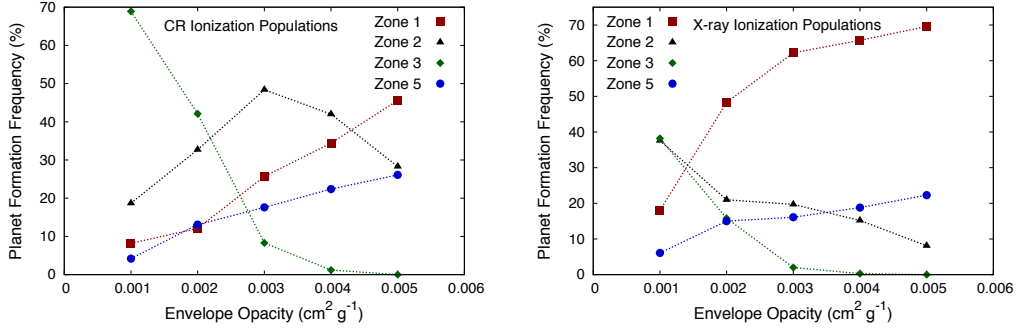 CR Ionization Populations
Zone 1
Zone 2
Zone 3
Zone 5
Planet Formation Frequency (%)
70
60
50
40
30
20
10
0
0 0.001 0.002 0.003 0.004 0.005 0.006
Envelope Opacity (cm² g⁻¹)
X-ray Ionization Populations
Zone 1
Zone 2
Zone 3
Zone 5
Planet Formation Frequency (%)
70
60
50
40
30
20
10
0
0 0.001 0.002 0.003 0.004 0.005 0.006
Envelope Opacity (cm² g⁻¹)